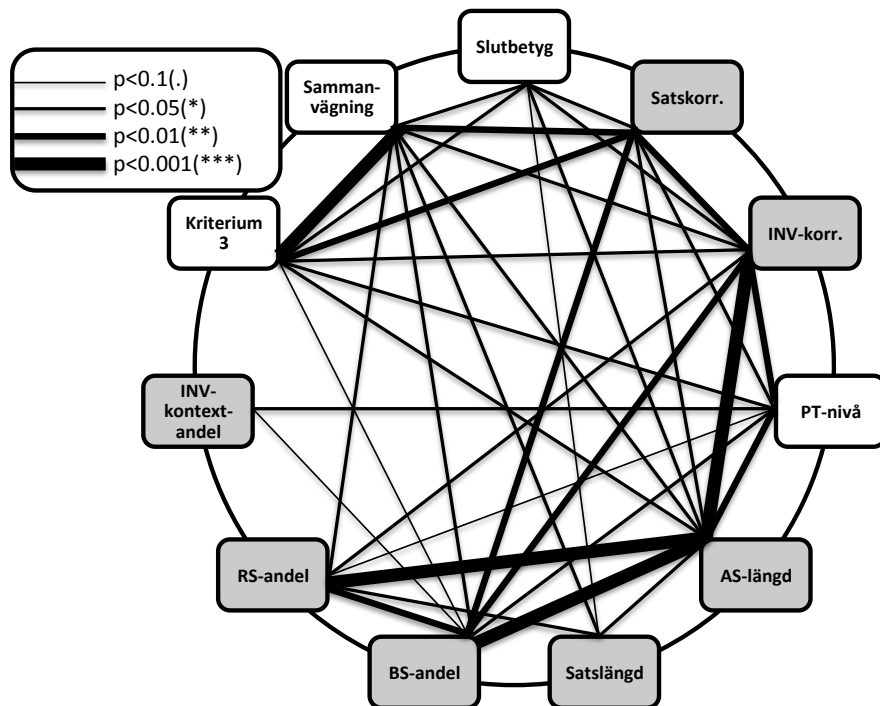 Slutbetyg
p<0.1(.)
p<0.05(*)
p<0.01(**)
p<0.001(***)
Samman-
vägning
Satskorr.
Kriterium
3
INV-korr.
INV-
kontext-
andel
PT-nivå
RS-andel
AS-längd
BS-andel
Satslängd